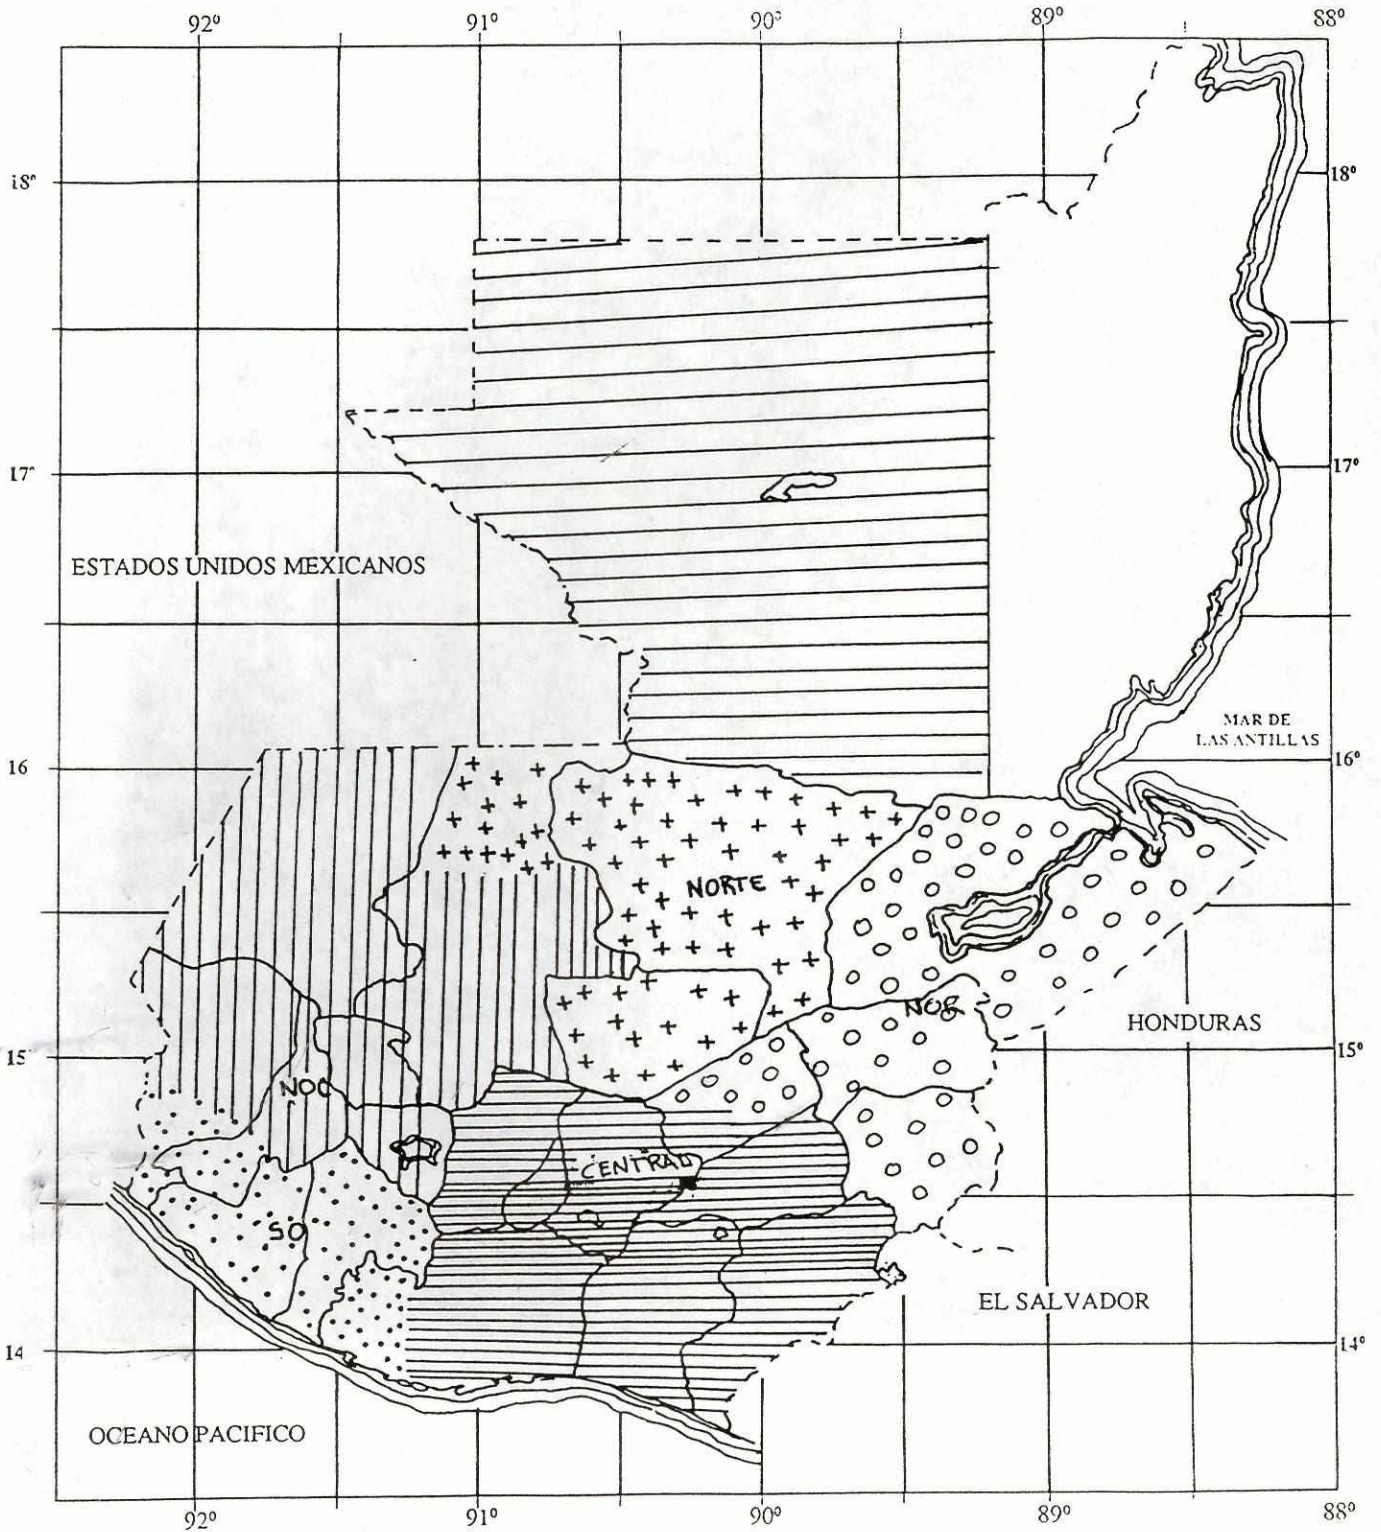 92° 91° 90° 89° 88°
18° 18°
17° 17°
ESTADOS UNIDOS MEXICANOS
MAR DE
LAS ANTILLAS
16 16°
NORTE
NOR
HONDURAS
15° 15°
NOC
CENTRAL
SO
EL SALVADOR
14 14°
OCEANO PACIFICO
92° 91° 90° 89° 88°